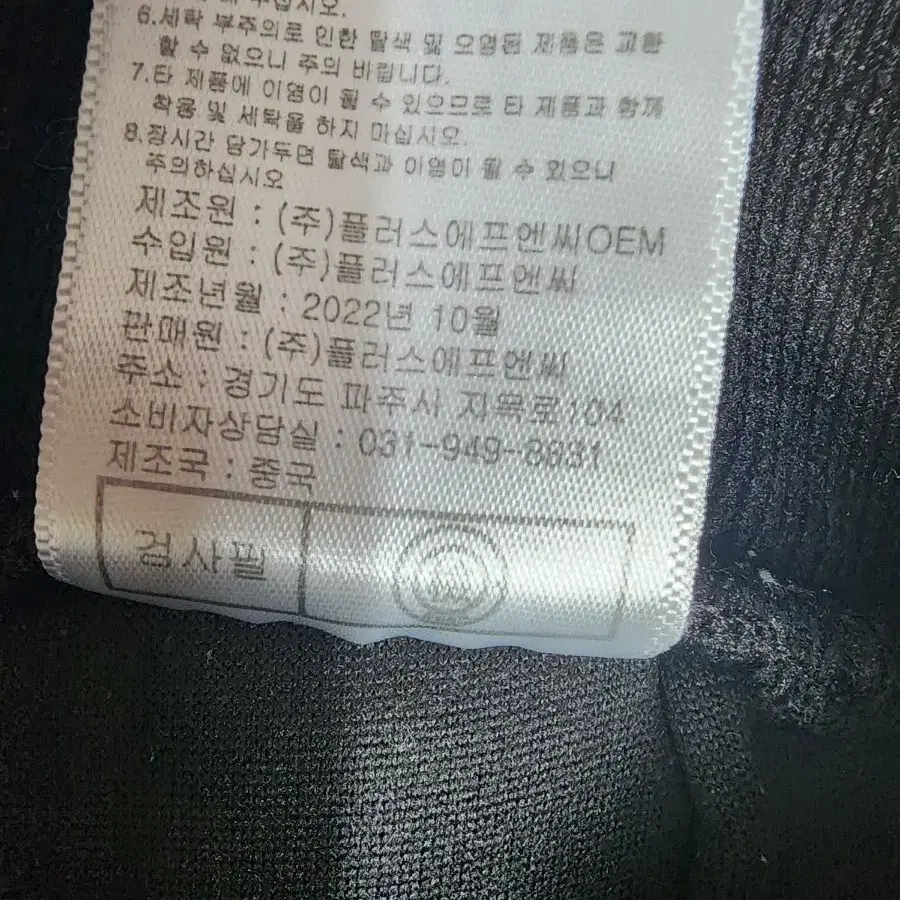 주십시오.
6.세탁 부주의로 인한 탈색 및 오염된 제품은 교환
할 수 없으니 주의 바랍니다.
7.타 제품에 이염이 될 수 있으므로 타 제품과 함께
착용 및 세탁을 하지 마십시오.
8.장시간 담가두면 탈색과 이염이 될 수 있으니
주의하십시오
제조원 : (주)플러스에프엔씨OEM
수입원 : (주)플러스에프엔씨
제조년월 : 2022년 10월
판매원 : (주)플러스에프엔씨
주소 : 경기도 파주시 지목로104
소비자상담실 : 031-949-8831
제조국 : 중국
검사필